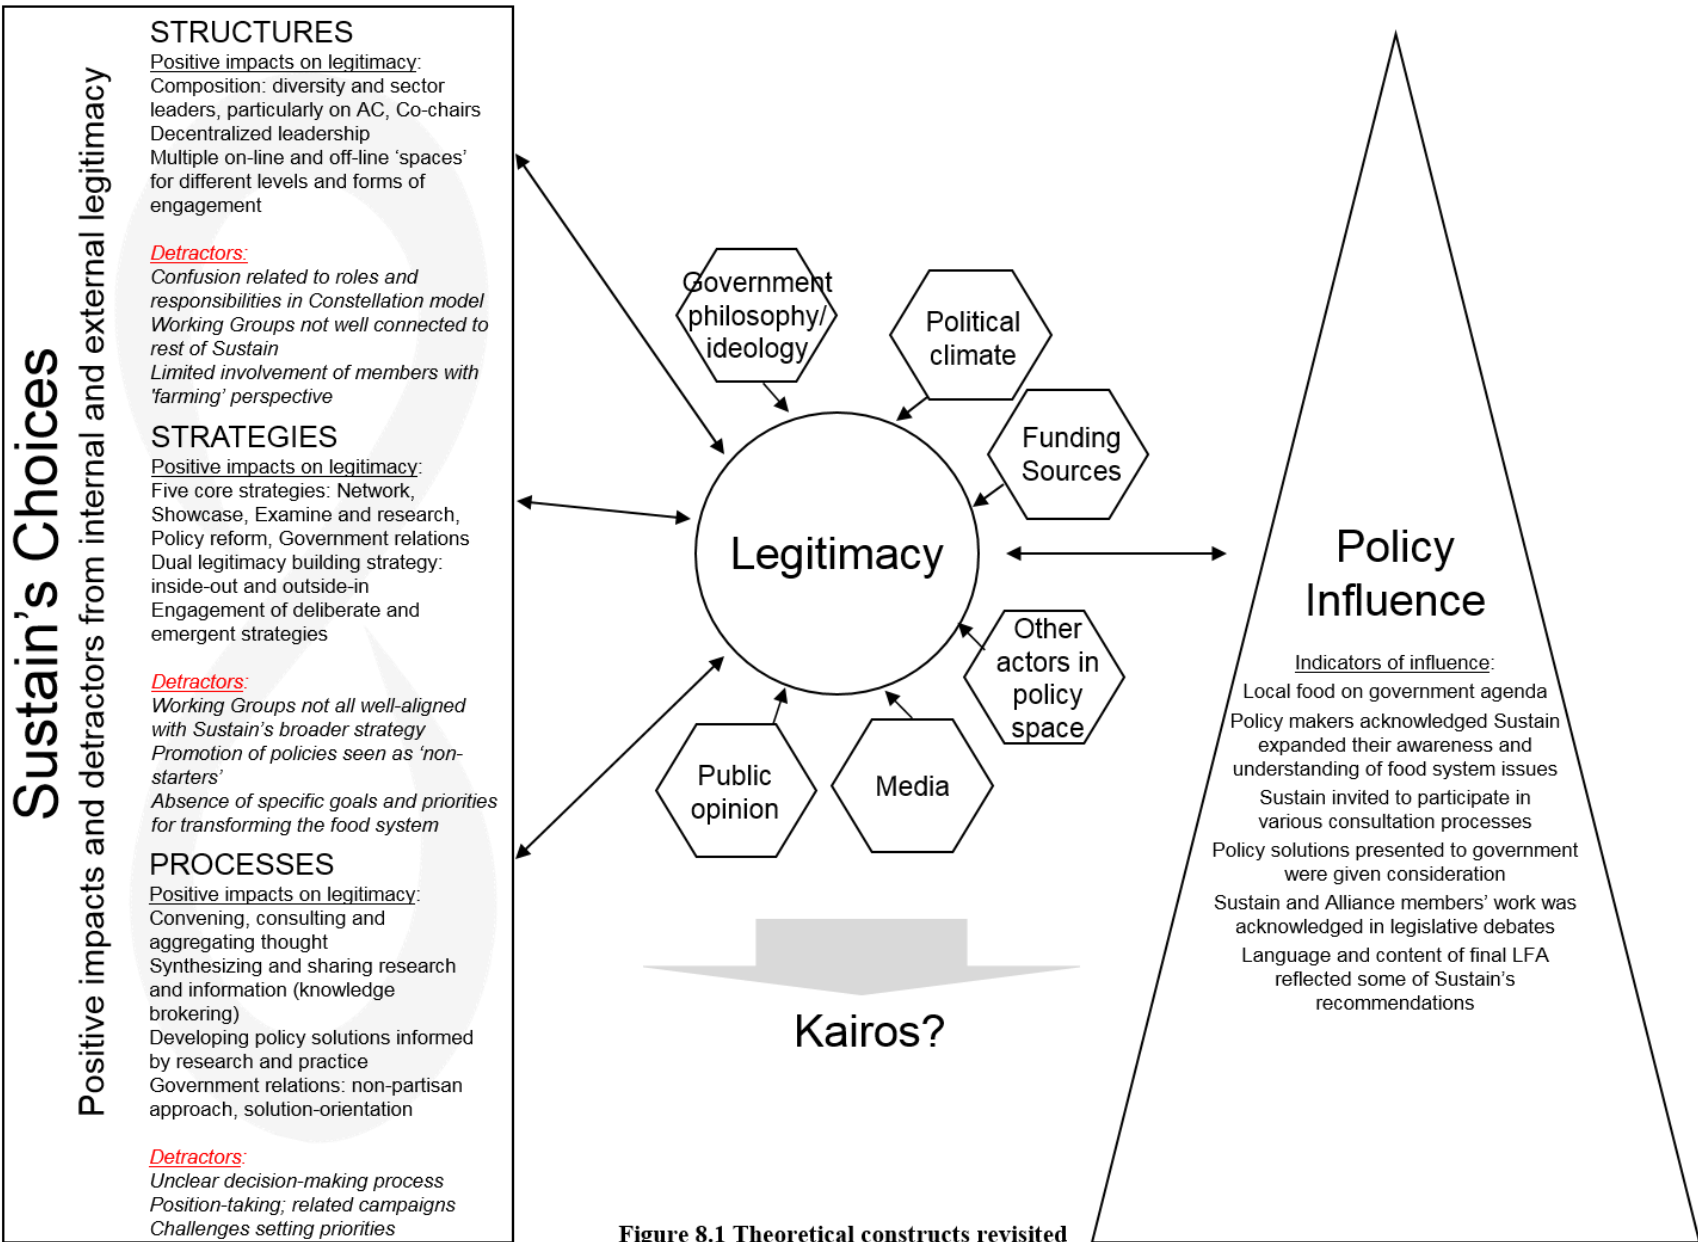 Sustain’s Choices
Positive impacts and detractors from internal and external legitimacy
STRUCTURES
Positive impacts on legitimacy:
Composition: diversity and sector
leaders, particularly on AC, Co-chairs
Decentralized leadership
Multiple on-line and off-line ‘spaces’
for different levels and forms of
engagement
Detractors:
Confusion related to roles and
responsibilities in Constellation model
Working Groups not well connected to
rest of Sustain
Limited involvement of members with
'farming’ perspective
STRATEGIES
Positive impacts on legitimacy:
Five core strategies: Network,
Showcase, Examine and research,
Policy reform, Government relations
Dual legitimacy building strategy:
inside-out and outside-in
Engagement of deliberate and
emergent strategies
Detractors:
Working Groups not all well-aligned
with Sustain’s broader strategy
Promotion of policies seen as ‘non-
starters’
Absence of specific goals and priorities
for transforming the food system
PROCESSES
Positive impacts on legitimacy:
Convening, consulting and
aggregating thought
Synthesizing and sharing research
and information (knowledge
brokering)
Developing policy solutions informed
by research and practice
Government relations: non-partisan
approach, solution-orientation
Detractors:
Unclear decision-making process
Position-taking; related campaigns
Challenges setting priorities
Government
philosophy/
ideology
Political
climate
Funding
Sources
Legitimacy
Other
actors in
policy
space
Media
Public
opinion
Kairos?
Policy
Influence
Indicators of influence:
Local food on government agenda
Policy makers acknowledged Sustain
expanded their awareness and
understanding of food system issues
Sustain invited to participate in
various consultation processes
Policy solutions presented to government
were given consideration
Sustain and Alliance members’ work was
acknowledged in legislative debates
Language and content of final LFA
reflected some of Sustain’s
recommendations
Figure 8.1 Theoretical constructs revisited